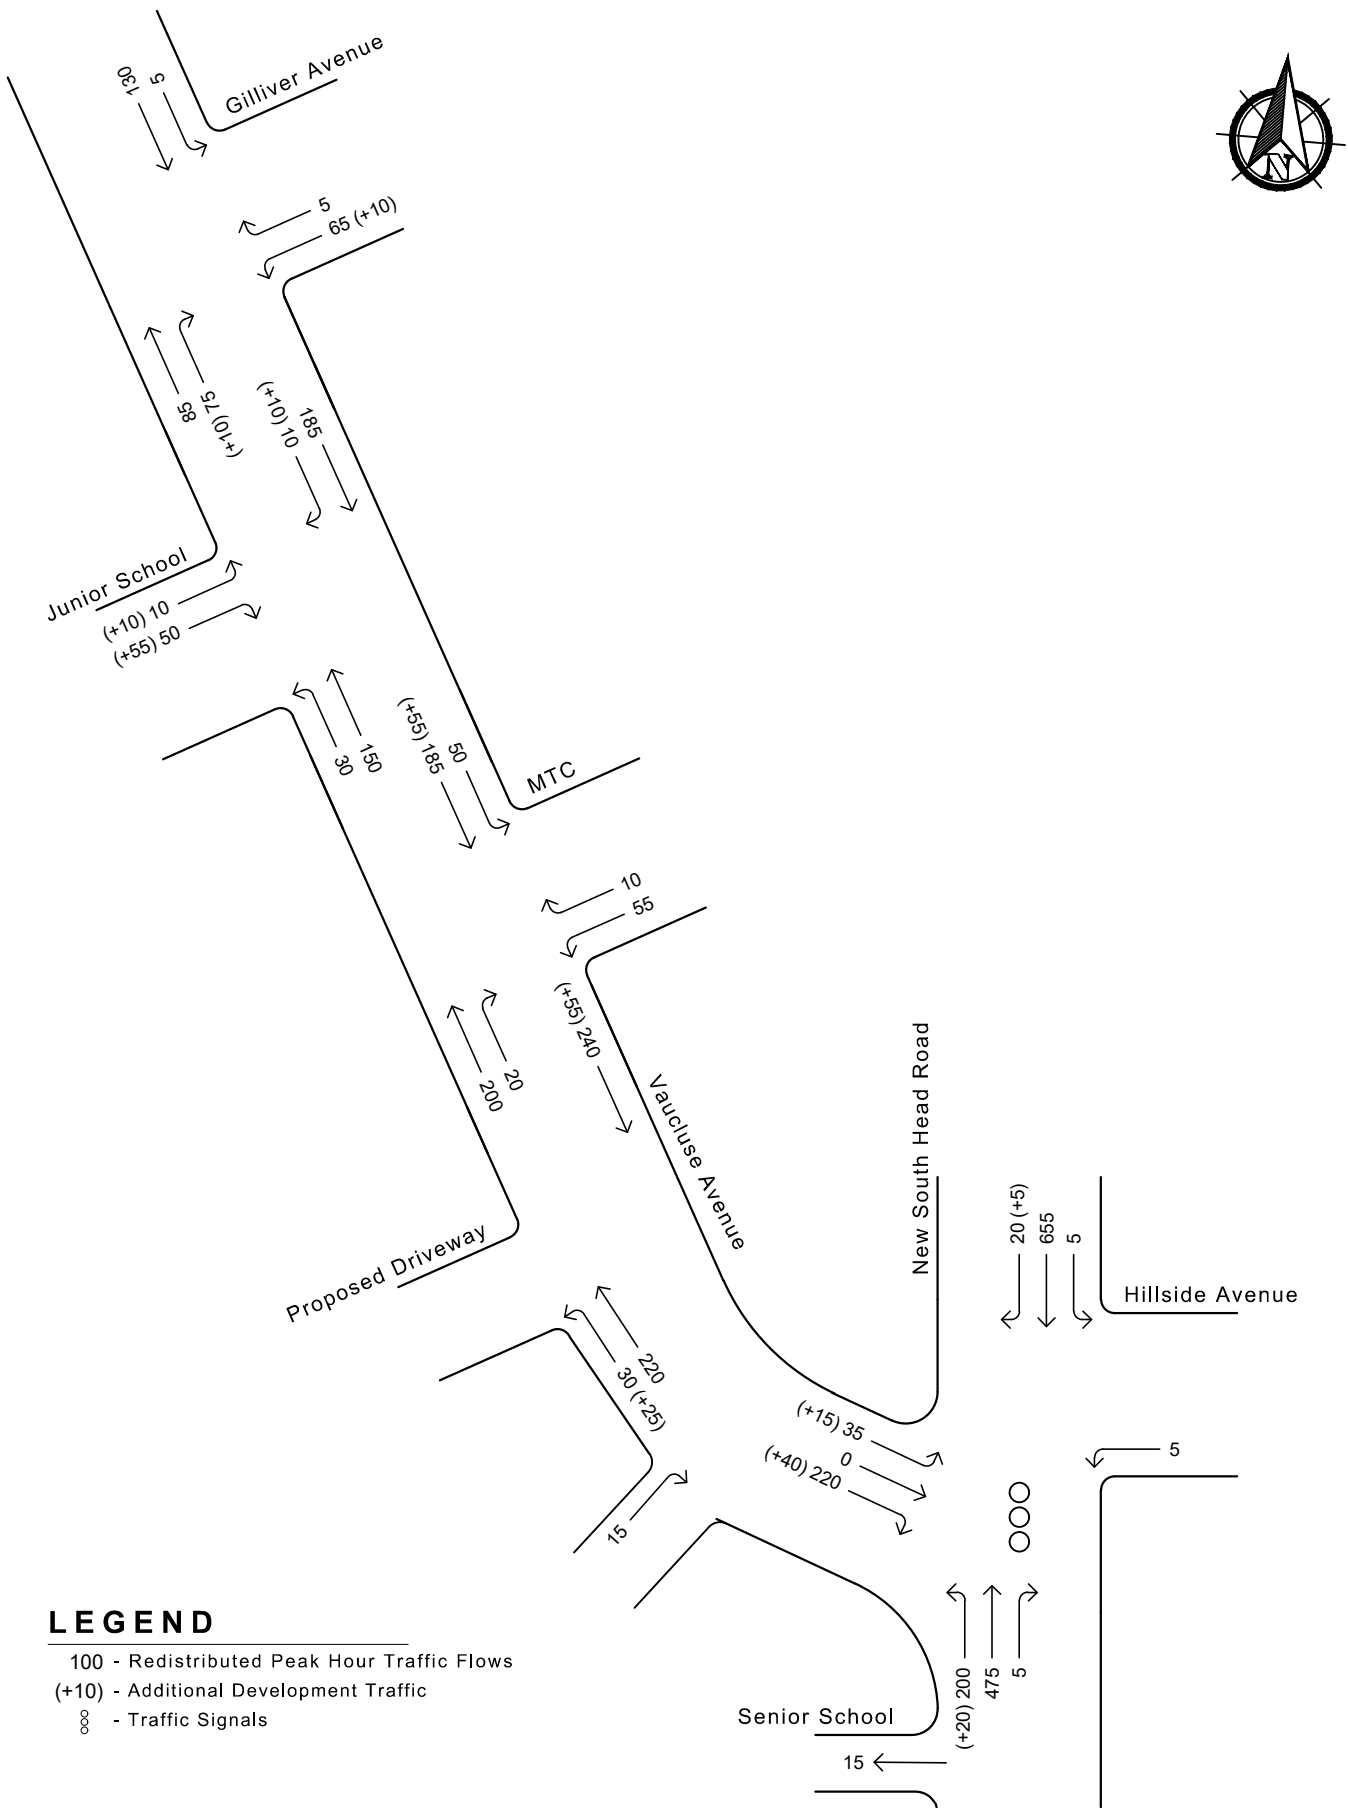 Gilliver Avenue
130
5
5
65 (+10)
85
(+10) 75
185
(+10) 10
Junior School
(+10) 10
(+55) 50
30
150
50
(+55) 185
MTC
10
55
200
20
(+55) 240
Vaucluse Avenue
New South Head Road
Proposed Driveway
220
30 (+25)
15
20 (+5)
655
5
Hillside Avenue
(+15) 35
0
(+40) 220
5
(+20) 200
475
5
Senior School
15
N
LEGEND
100 - Redistributed Peak Hour Traffic Flows
(+10) - Additional Development Traffic
- Traffic Signals